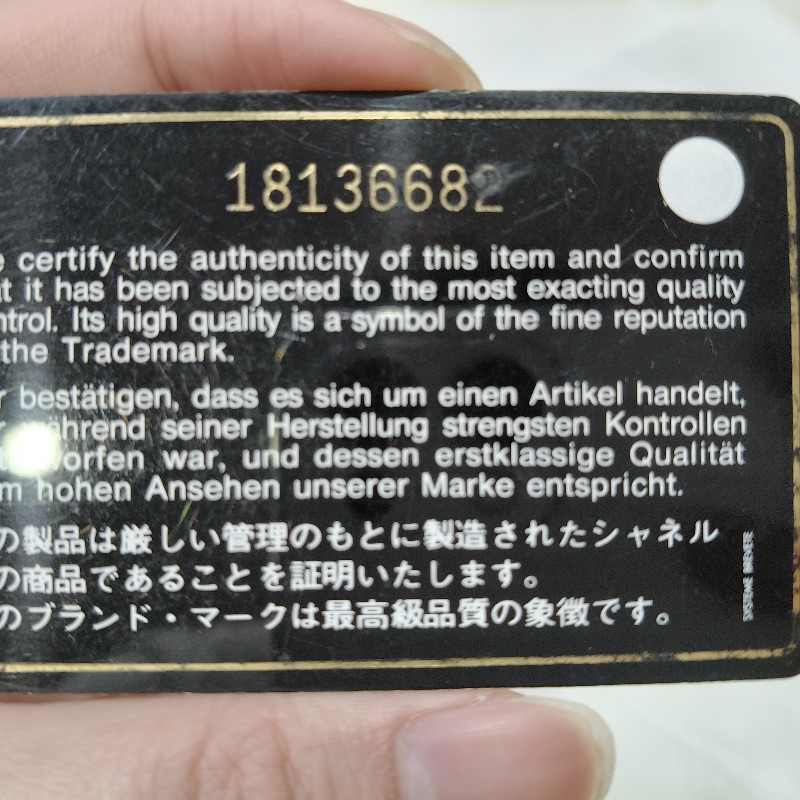 18136682
certify the authenticity of this item and confirm
it has been subjected to the most exacting quality
Its high quality is a symbol of the fine reputation
the Trademark.
bestätigen, dass es sich um einen Artikel handelt,
während seiner Herstellung strengsten Kontrollen
war, und dessen erstklassige Qualität
hohen Ansehen unserer Marke entspricht.
の製品は厳しい管理のもとに製造されたシャネル
の商品であることを証明いたします。
のブランド・マークは最高級品質の象徴です。
SYSTEME BREVETE